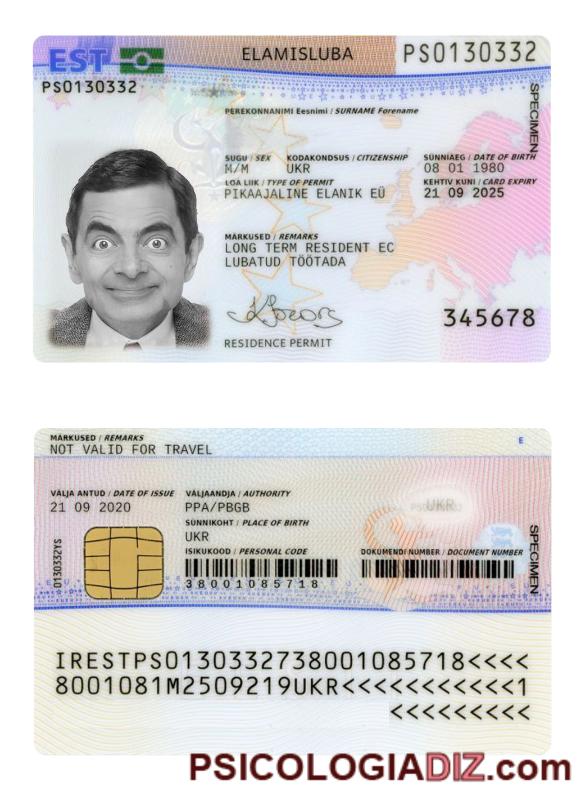 EST
ELAMISLUBA
PS0130332
PS0130332
PEREKONNANIMI Eesnimi / SURNAME Forename
SUGU / SEX KODAKONDSUS / CITIZENSHIP SÜNNIAEG / DATE OF BIRTH
M/M UKR 08 01 1980
LOA LIIK / TYPE OF PERMIT KEHTIV KUNI / CARD EXPIRY
PIKAAJALINE ELANIK EÜ 21 09 2025
MÄRKUSED / REMARKS
LONG TERM RESIDENT EC
LUBATUD TÖÖTADA
345678
RESIDENCE PERMIT
SPECIMEN
MÄRKUSED / REMARKS
NOT VALID FOR TRAVEL
E
VÄLJA ANTUD / DATE OF ISSUE VÄLJAANDJA / AUTHORITY
21 09 2020 PPA/PBGB
UKR
SÜNNIKOHT / PLACE OF BIRTH
UKR
ISIKUKOOD / PERSONAL CODE DOKUMENDI NUMBER / DOCUMENT NUMBER
38001085718
0130332YS
SPECIMEN
IRESTPS0130332738001085718<<<<
8001081M2509219UKR<<<<<<<<<<<1
<<<<<<<<<
PSICOLOGIADIZ.com